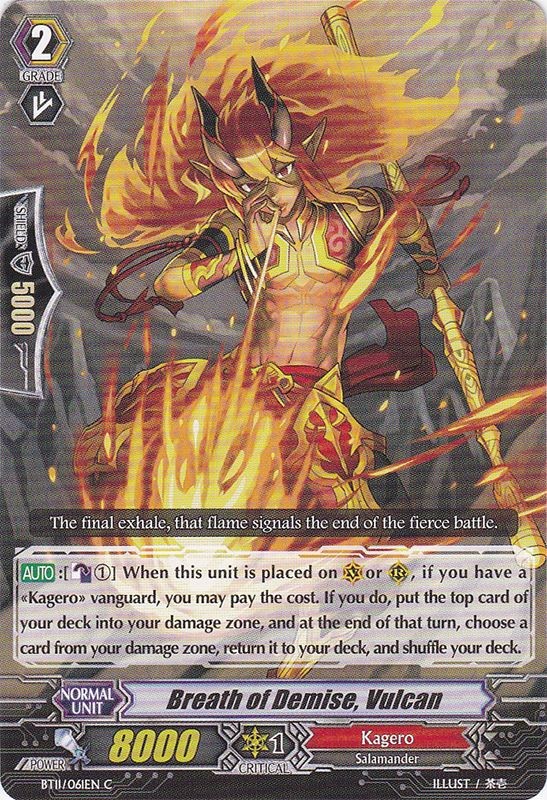 2
GRADE
SHIELD
5000
The final exhale, that flame signals the end of the fierce battle.
AUTO :[ ①] When this unit is placed on V or R, if you have a
«Kagero» vanguard, you may pay the cost. If you do, put the top card of
your deck into your damage zone, and at the end of that turn, choose a
card from your damage zone, return it to your deck, and shuffle your deck.
NORMAL
UNIT
Breath of Demise, Vulcan
POWER
8000
1
CRITICAL
Kagero
Salamander
BT11/061EN C
ILLUST / 茶壱